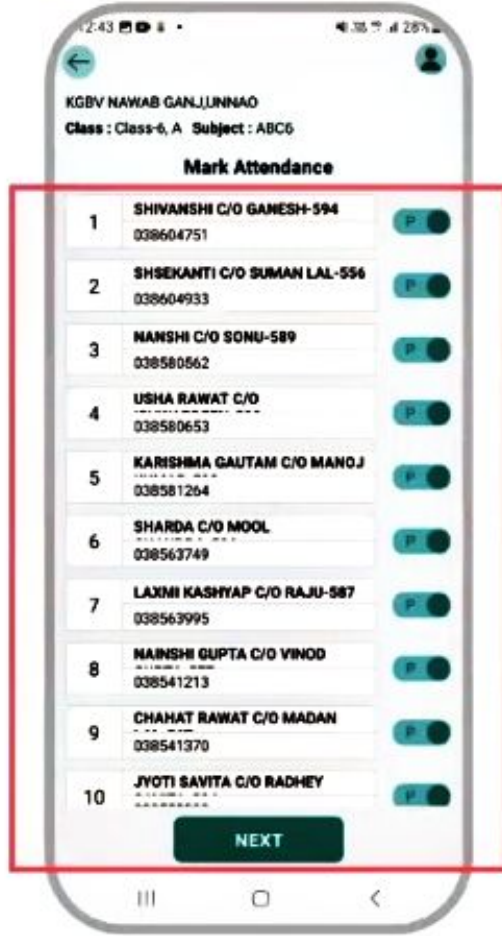 2:43
28%
KGBV NAWAB GANJ,UNNAO
Class : Class-6, A Subject : ABC6
Mark Attendance
1
SHIVANSHI C/O GANESH-594
038604751
P
2
SHSEKANTI C/O SUMAN LAL-556
038604933
P
3
NANSHI C/O SONU-589
038580562
P
4
USHA RAWAT C/O
038580653
P
5
KARISHMA GAUTAM C/O MANOJ
038581264
P
6
SHARDA C/O MOOL
038563749
P
7
LAXMI KASHYAP C/O RAJU-587
038563995
P
8
NAINSHI GUPTA C/O VINOD
038541213
P
9
CHAHAT RAWAT C/O MADAN
038541370
P
10
JYOTI SAVITA C/O RADHEY
P
NEXT